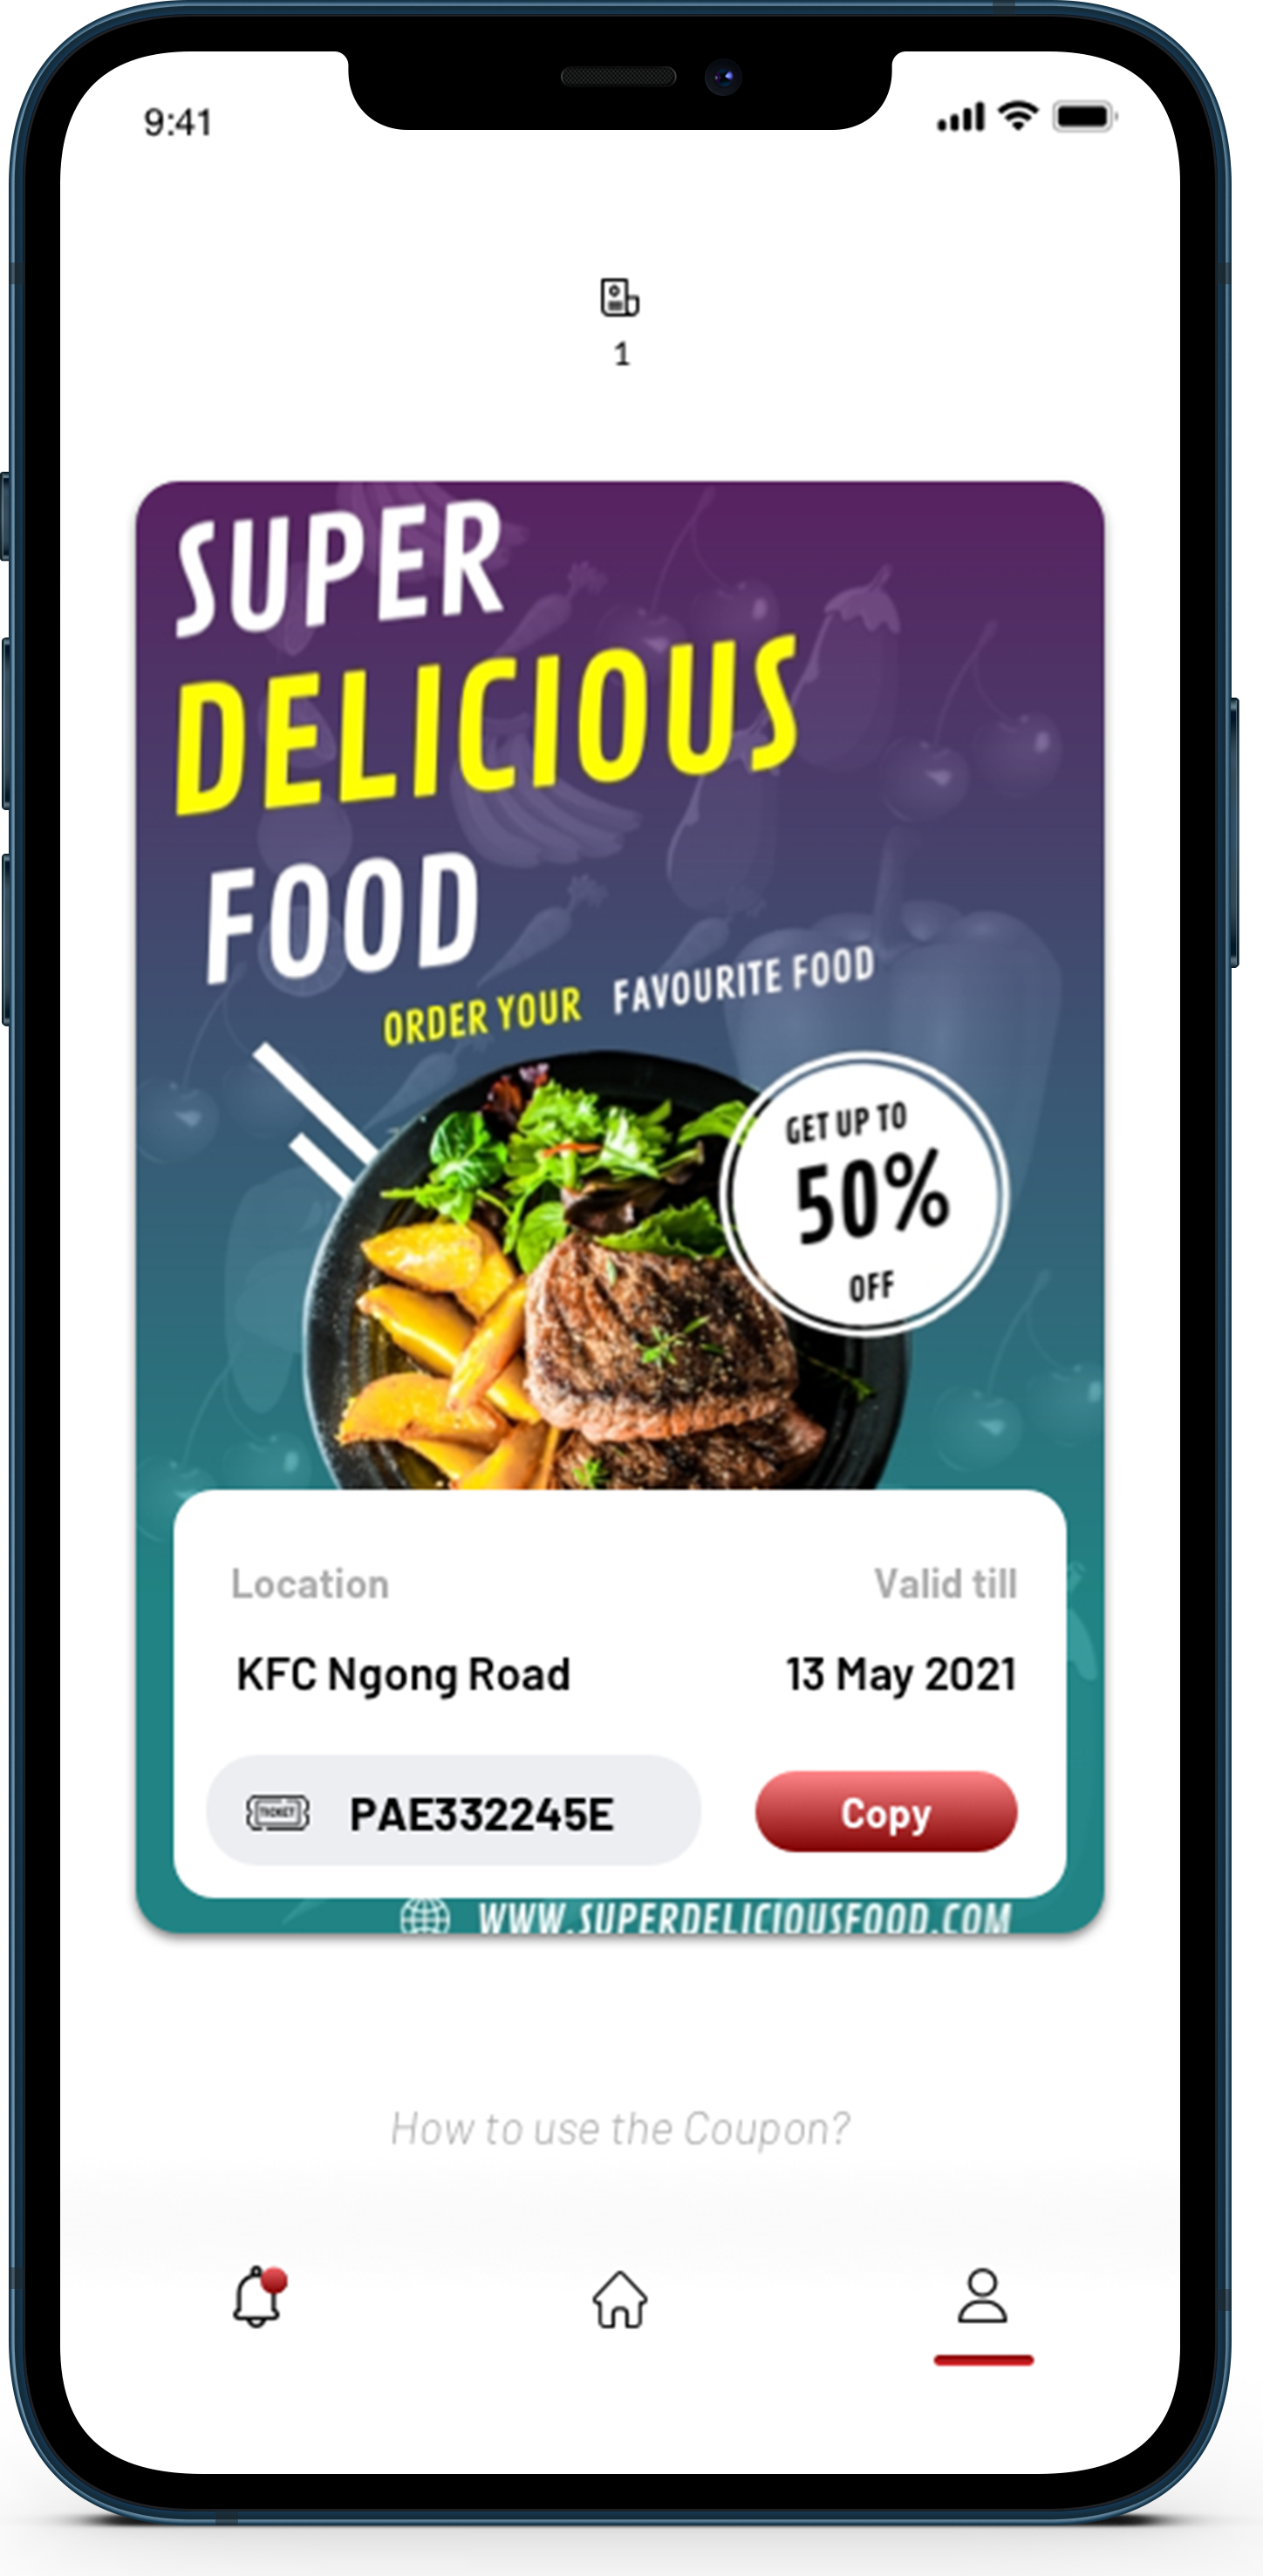 9:41
1
SUPER
DELICIOUS
FOOD
ORDER YOUR FAVOURITE FOOD
GET UP TO
50%
OFF
Location Valid till
KFC Ngong Road 13 May 2021
TICKET PAE332245E Copy
WWW.SUPERDELICIOUSFOOD.COM
How to use the Coupon?